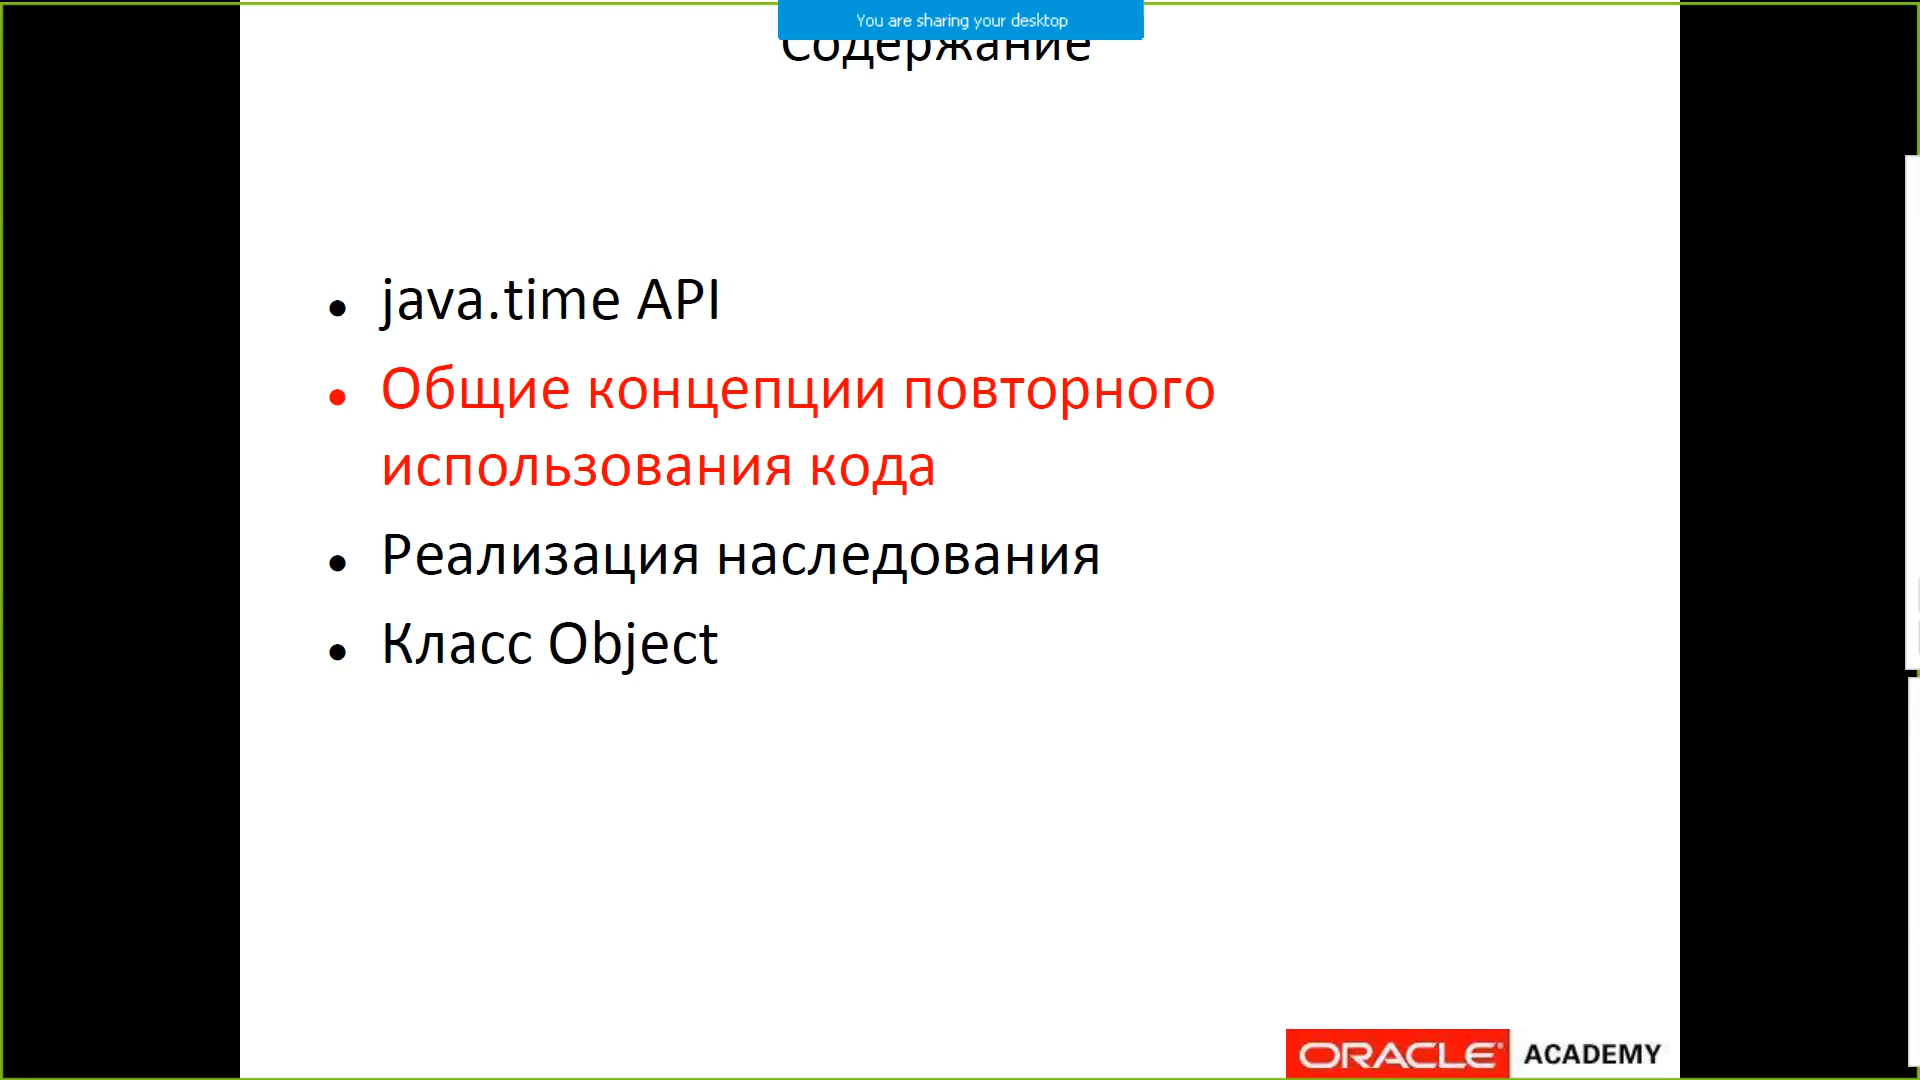 You are sharing your desktop
Содержание
java.time API
Общие концепции повторного
использования кода
Реализация наследования
Класс Object
ORACLE ACADEMY